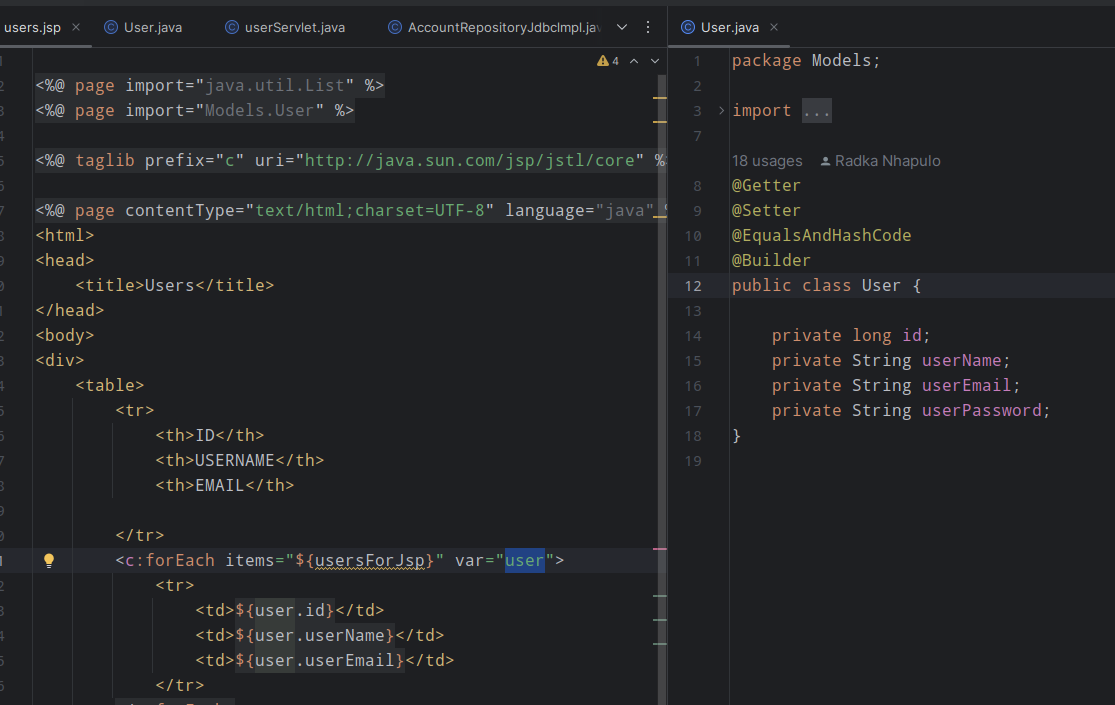 users.jsp × User.java userServlet.java AccountRepositoryJdbcImpl.jav
4
<%@ page import="java.util.List" %>
<%@ page import="Models.User" %>
<%@ taglib prefix="c" uri="http://java.sun.com/jsp/jstl/core" %
<%@ page contentType="text/html;charset=UTF-8" language="java"
<html>
<head>
<title>Users</title>
</head>
<body>
<div>
<table>
<tr>
<th>ID</th>
<th>USERNAME</th>
<th>EMAIL</th>
</tr>
<c:forEach items="${usersForJsp}" var="user">
<tr>
<td>${user.id}</td>
<td>${user.userName}</td>
<td>${user.userEmail}</td>
</tr>
User.java ×
1 package Models;
2
3 import ...
7
18 usages Radka Nhapulo
8 @Getter
9 @Setter
10 @EqualsAndHashCode
11 @Builder
12 public class User {
13
14 private long id;
15 private String userName;
16 private String userEmail;
17 private String userPassword;
18 }
19